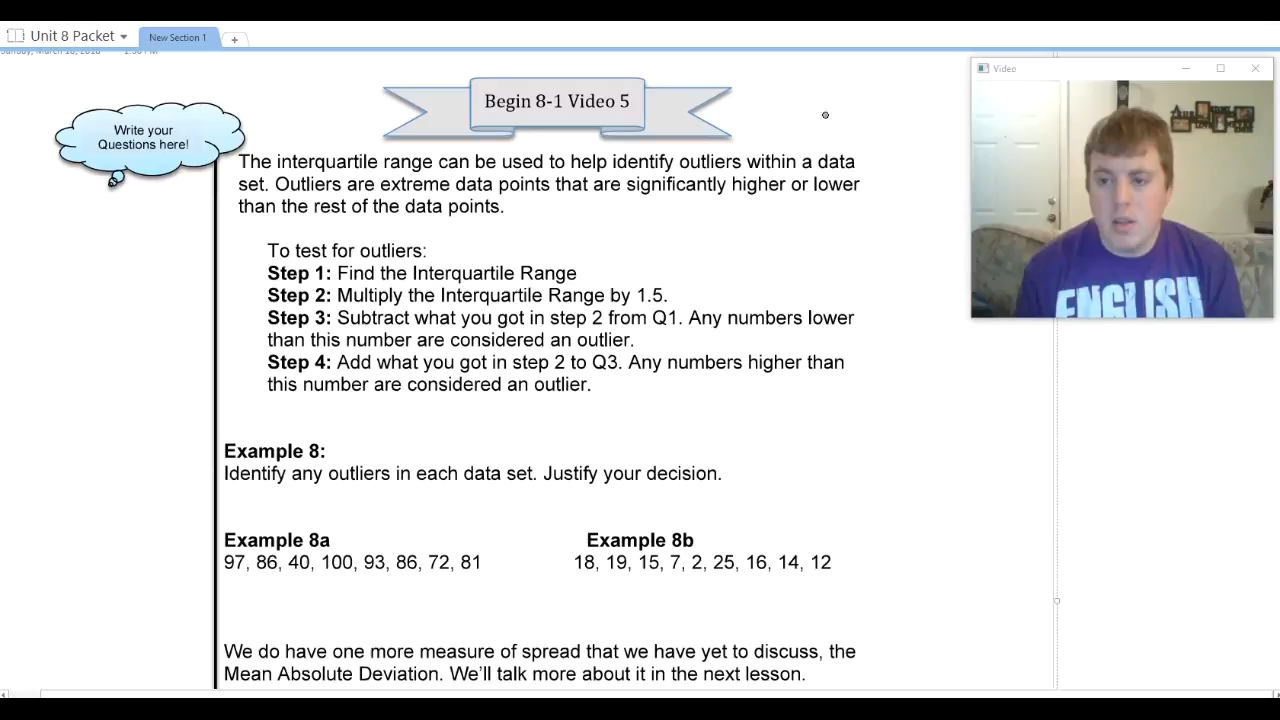 Unit 8 Packet
New Section 1
Video
Begin 8-1 Video 5
Write your
Questions here!
The interquartile range can be used to help identify outliers within a data
set. Outliers are extreme data points that are significantly higher or lower
than the rest of the data points.
To test for outliers:
Step 1: Find the Interquartile Range
Step 2: Multiply the Interquartile Range by 1.5.
Step 3: Subtract what you got in step 2 from Q1. Any numbers lower
than this number are considered an outlier.
Step 4: Add what you got in step 2 to Q3. Any numbers higher than
this number are considered an outlier.
ENGLISH
Example 8:
Identify any outliers in each data set. Justify your decision.
Example 8a
97, 86, 40, 100, 93, 86, 72, 81
Example 8b
18, 19, 15, 7, 2, 25, 16, 14, 12
We do have one more measure of spread that we have yet to discuss, the
Mean Absolute Deviation. We'll talk more about it in the next lesson.